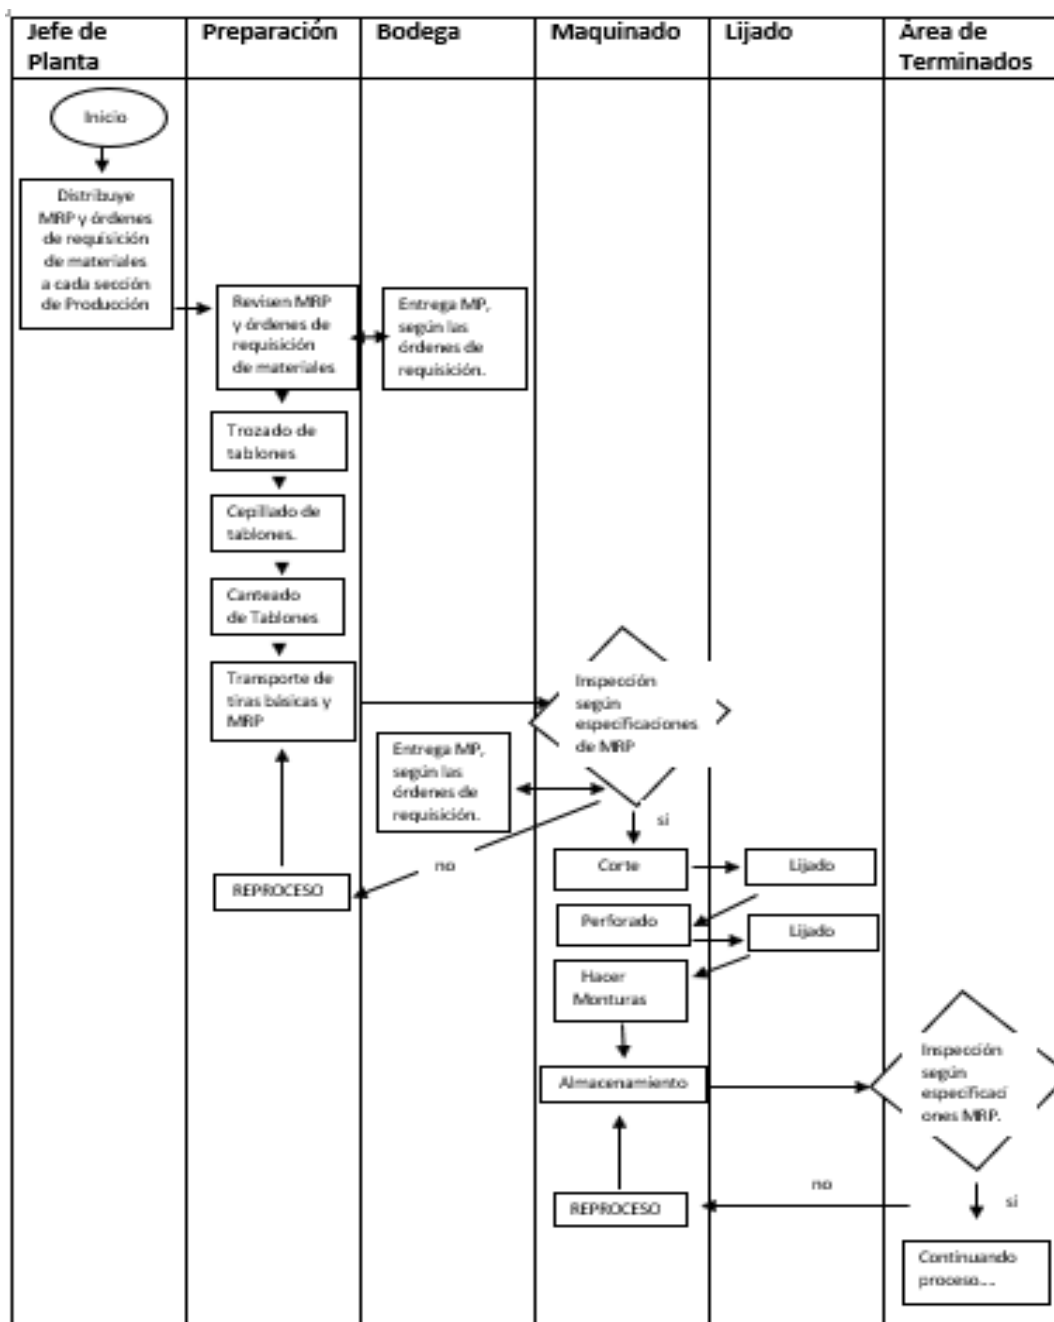 Jefe de
Planta
Preparación
Bodega
Maquinado
Lijado
Área de
Terminados
Inicio
Distribuye
MRP y órdenes
de requisición
de materiales
a cada sección
de Producción
Revisen MRP
y órdenes de
requisición
de materiales
Entrega MP,
según las
órdenes de
requisición.
Trozado de
tablones
Cepillado de
tablones.
Canteado
de Tablones
Transporte de
tiras básicas y
MRP
Inspección
según
especificaciones
de MRP
Entrega MP,
según las
órdenes de
requisición.
si
no
REPROCESO
Corte
Lijado
Perforado
Lijado
Hacer
Monturas
Almacenamiento
Inspección
según
especificaci
ones MRP.
no
si
REPROCESO
Continuando
proceso...